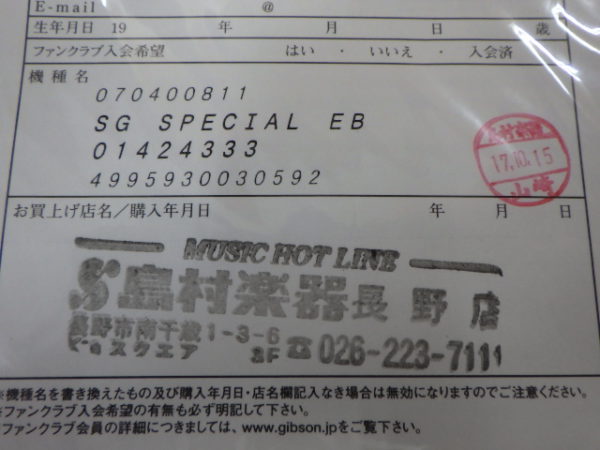 E-mail @
生年月日 19 年 月 日 歳
ファンクラブ入会希望 はい ・ いいえ ・ 入会済
機種名
070400811
SG SPECIAL EB
01424333
4995930030592
17.10.15
山崎
お買上げ店名／購入年月日 年 月 日
MUSIC HOT LINE
島村楽器 長野店
長野市南千歳1-3-6
スクエア 3F ☎026-223-7111
※機種名を書き換えたもの及び購入年月日・店名欄記入なき場合は無効になりますのでご注意ください。
※ファンクラブ入会希望の有無も必ず明記して下さい。
ファンクラブ会員の詳細につきましては、www.gibson.jpをご覧下さい。